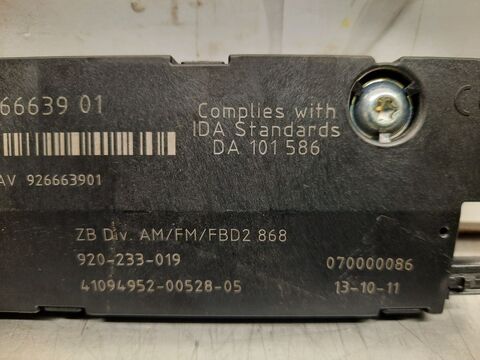 66639 01
Complies with
IDA Standards
DA 101 586
AV 926663901
ZB Div. AM/FM/FBD2 868
920-233-019
070000086
41094952-00528-05
13-10-11